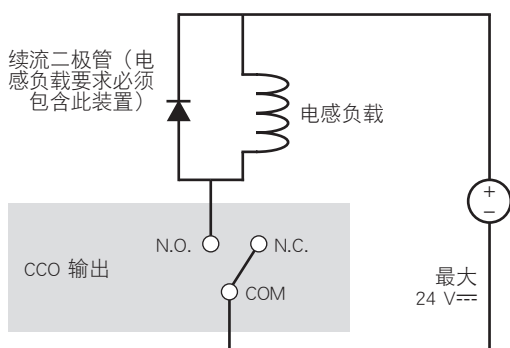 续流二极管（电
感负载要求必须
包含此装置）
电感负载
+
−
N.O.
N.C.
CCO 输出
COM
最大
24 V⎓